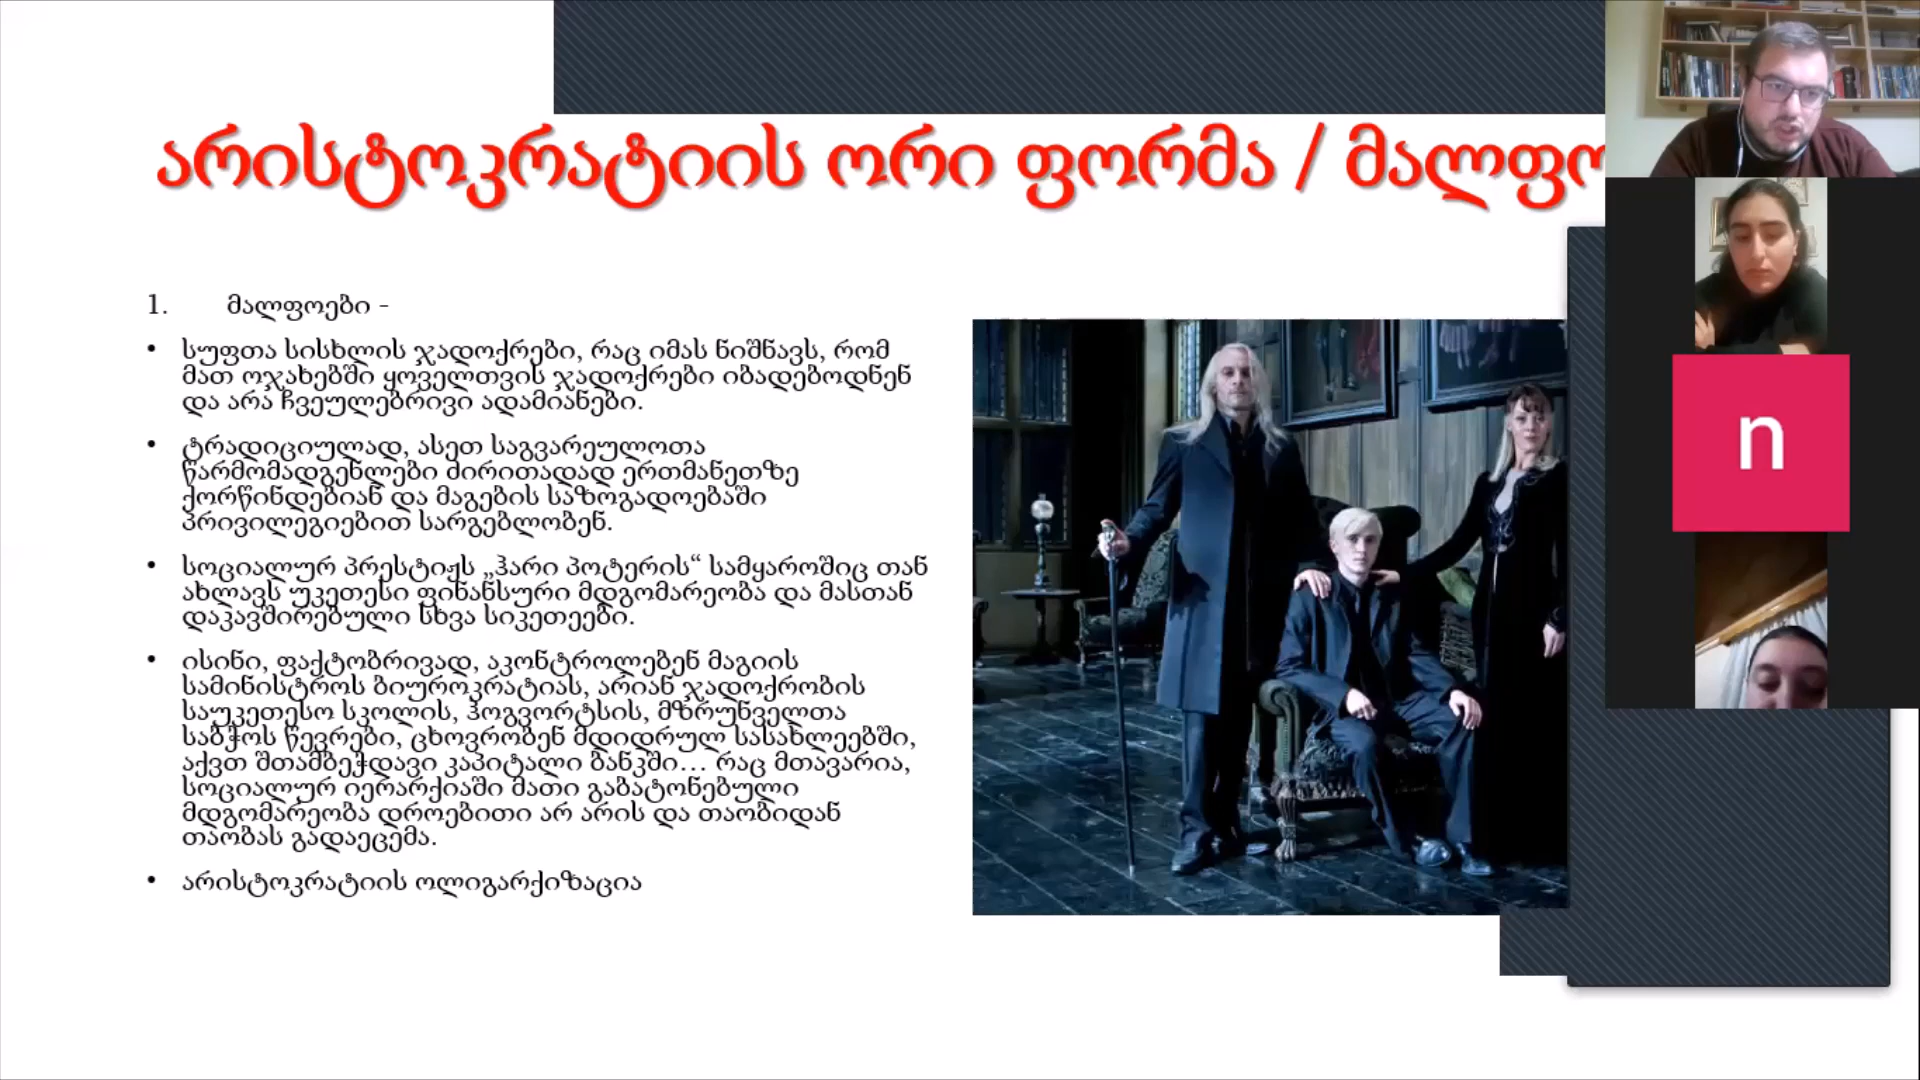 არისტოკრატიის ორი ფორმა / მალფო
1. მალფოები -
• სუფთა სისხლის ჯადოქრები, რაც იმას ნიშნავს, რომ
მათ ოჯახებში ყოველთვის ჯადოქრები იბადებოდნენ
და არა ჩვეულებრივი ადამიანები.
• ტრადიციულად, ასეთ საგვარეულოთა
წარმომადგენლები ძირითადად ერთმანეთზე
ქორწინდებიან და მაგების საზოგადოებაში
პრივილეგიებით სარგებლობენ.
• სოციალურ პრესტიჟს „ჰარი პოტერის“ სამყაროშიც თან
ახლავს უკეთესი ფინანსური მდგომარეობა და მასთან
დაკავშირებული სხვა სიკეთეები.
• ისინი, ფაქტობრივად, აკონტროლებენ მაგიის
სამინისტროს ბიუროკრატიას, არიან ჯადოქრობის
საუკეთესო სკოლის, ჰოგვორტსის, მზრუნველთა
საბჭოს წევრები, ცხოვრობენ მდიდრულ სასახლეებში,
აქვთ შთამბეჭდავი კაპიტალი ბანკში... რაც მთავარია,
სოციალურ იერარქიაში მათი გაბატონებული
მდგომარეობა დროებითი არ არის და თაობიდან
თაობას გადაეცემა.
• არისტოკრატიის ოლიგარქიზაცია
n